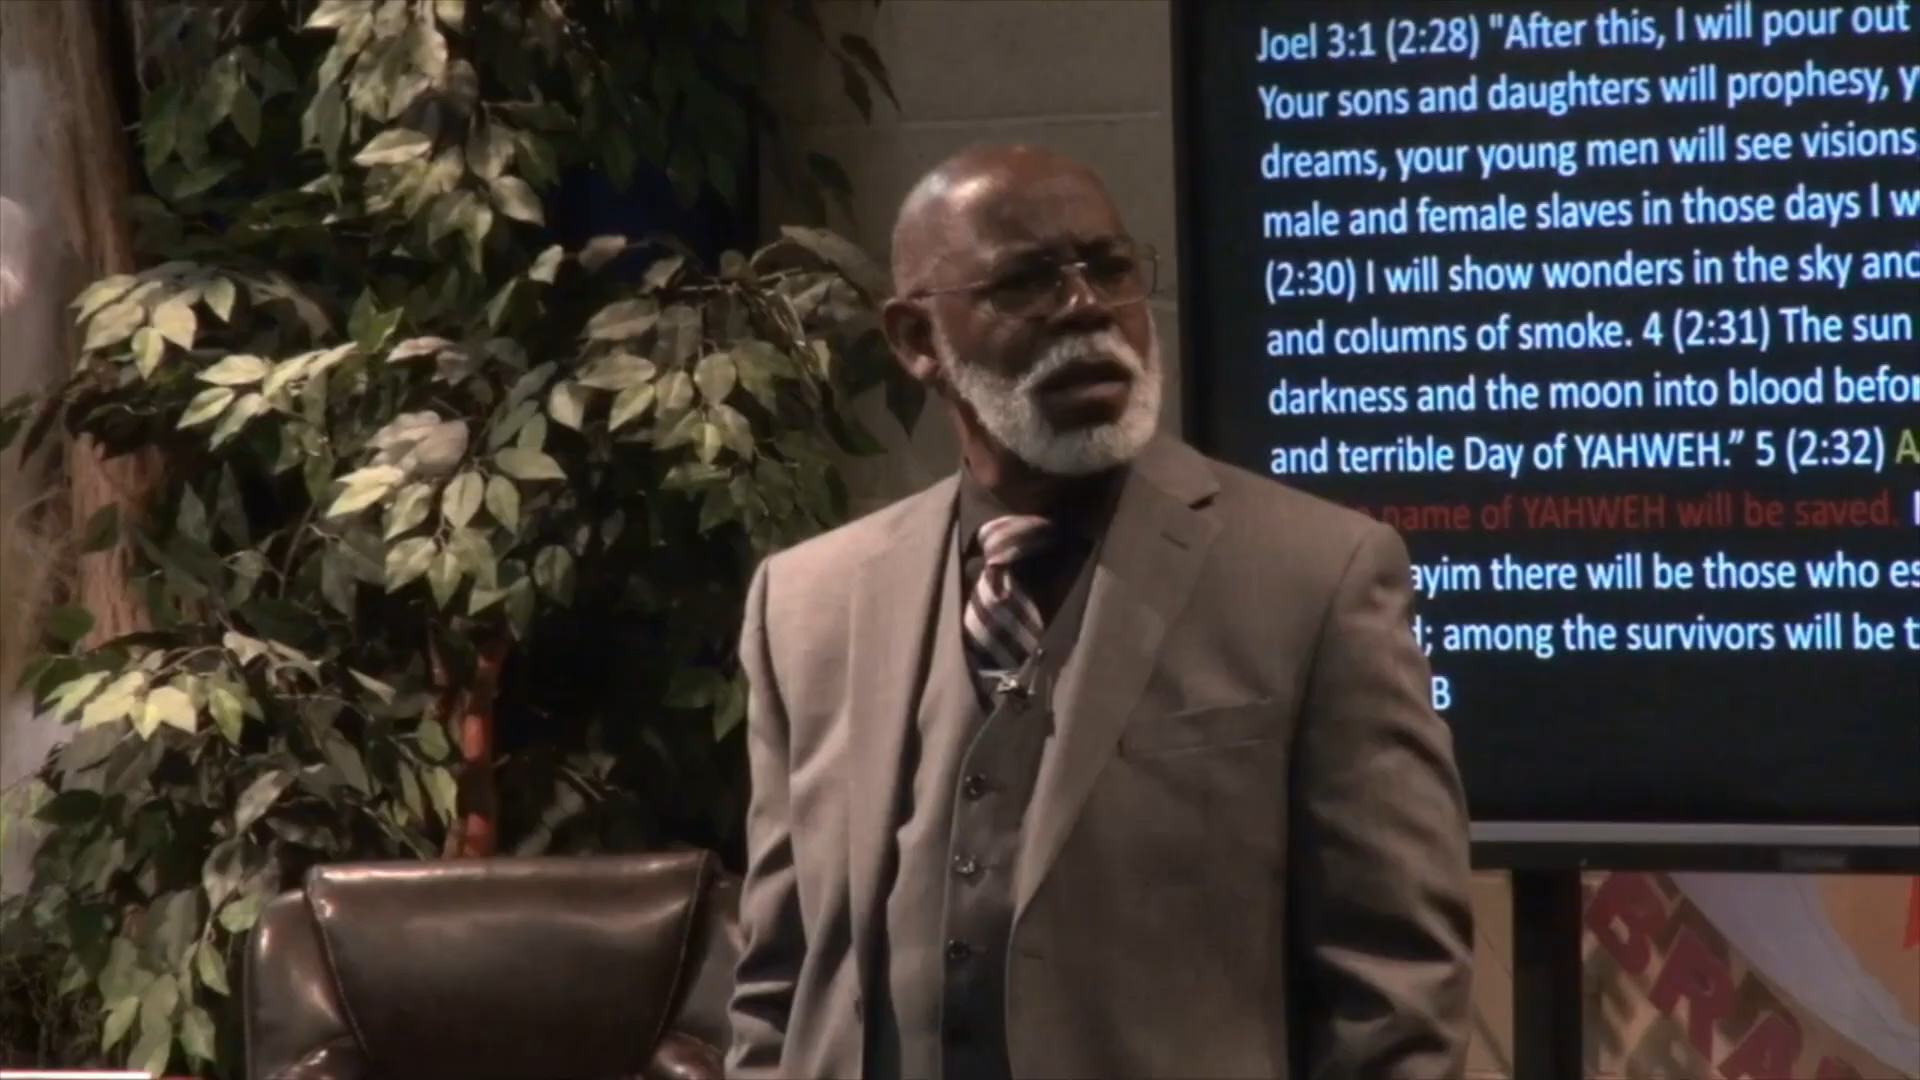 Joel 3:1 (2:28) "After this, I will pour out
Your sons and daughters will prophesy, y
dreams, your young men will see visions
male and female slaves in those days I w
(2:30) I will show wonders in the sky and
and columns of smoke. 4 (2:31) The sun
darkness and the moon into blood befor
and terrible Day of YAHWEH.” 5 (2:32) A
name of YAHWEH will be saved. I
ayim there will be those who es
; among the survivors will be t
B
BRA